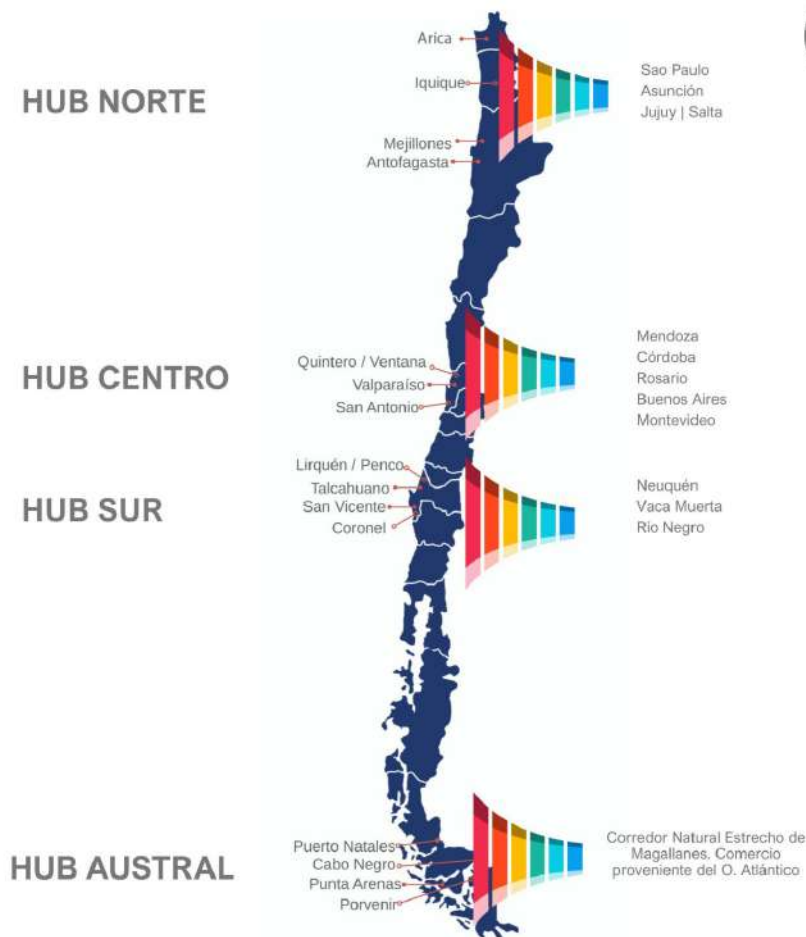 HUB NORTE
Arica
Iquique
Mejillones
Antofagasta
Sao Paulo
Asunción
Jujuy | Salta
HUB CENTRO
Quintero / Ventana
Valparaíso
San Antonio
Mendoza
Córdoba
Rosario
Buenos Aires
Montevideo
HUB SUR
Lirquén / Penco
Talcahuano
San Vicente
Coronel
Neuquén
Vaca Muerta
Rio Negro
HUB AUSTRAL
Puerto Natales
Cabo Negro
Punta Arenas
Porvenir
Corredor Natural Estrecho de
Magallanes. Comercio
proveniente del O. Atlántico